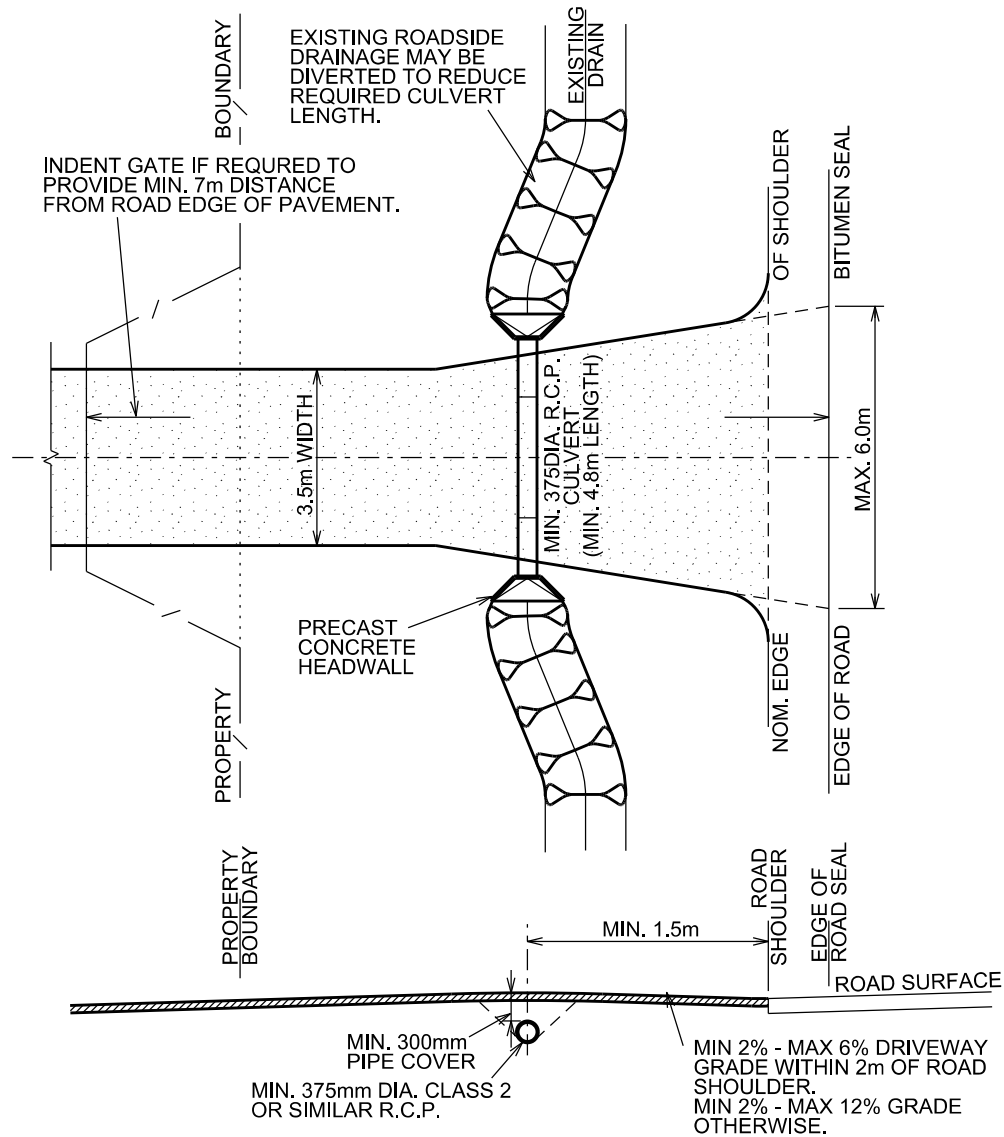 EXISTING ROADSIDE
DRAINAGE MAY BE
DIVERTED TO REDUCE
REQUIRED CULVERT
LENGTH.
BOUNDARY
EXISTING
DRAIN
INDENT GATE IF REQURED TO
PROVIDE MIN. 7m DISTANCE
FROM ROAD EDGE OF PAVEMENT.
OF SHOULDER
BITUMEN SEAL
3.5m WIDTH
MIN. 375DIA. R.C.P.
CULVERT
(MIN. 4.8m LENGTH)
MAX. 6.0m
PRECAST
CONCRETE
HEADWALL
PROPERTY
NOM. EDGE
EDGE OF ROAD
PROPERTY
BOUNDARY
ROAD
SHOULDER
EDGE OF
ROAD SEAL
MIN. 1.5m
ROAD SURFACE
MIN. 300mm
PIPE COVER
MIN. 375mm DIA. CLASS 2
OR SIMILAR R.C.P.
MIN 2% - MAX 6% DRIVEWAY
GRADE WITHIN 2m OF ROAD
SHOULDER.
MIN 2% - MAX 12% GRADE
OTHERWISE.